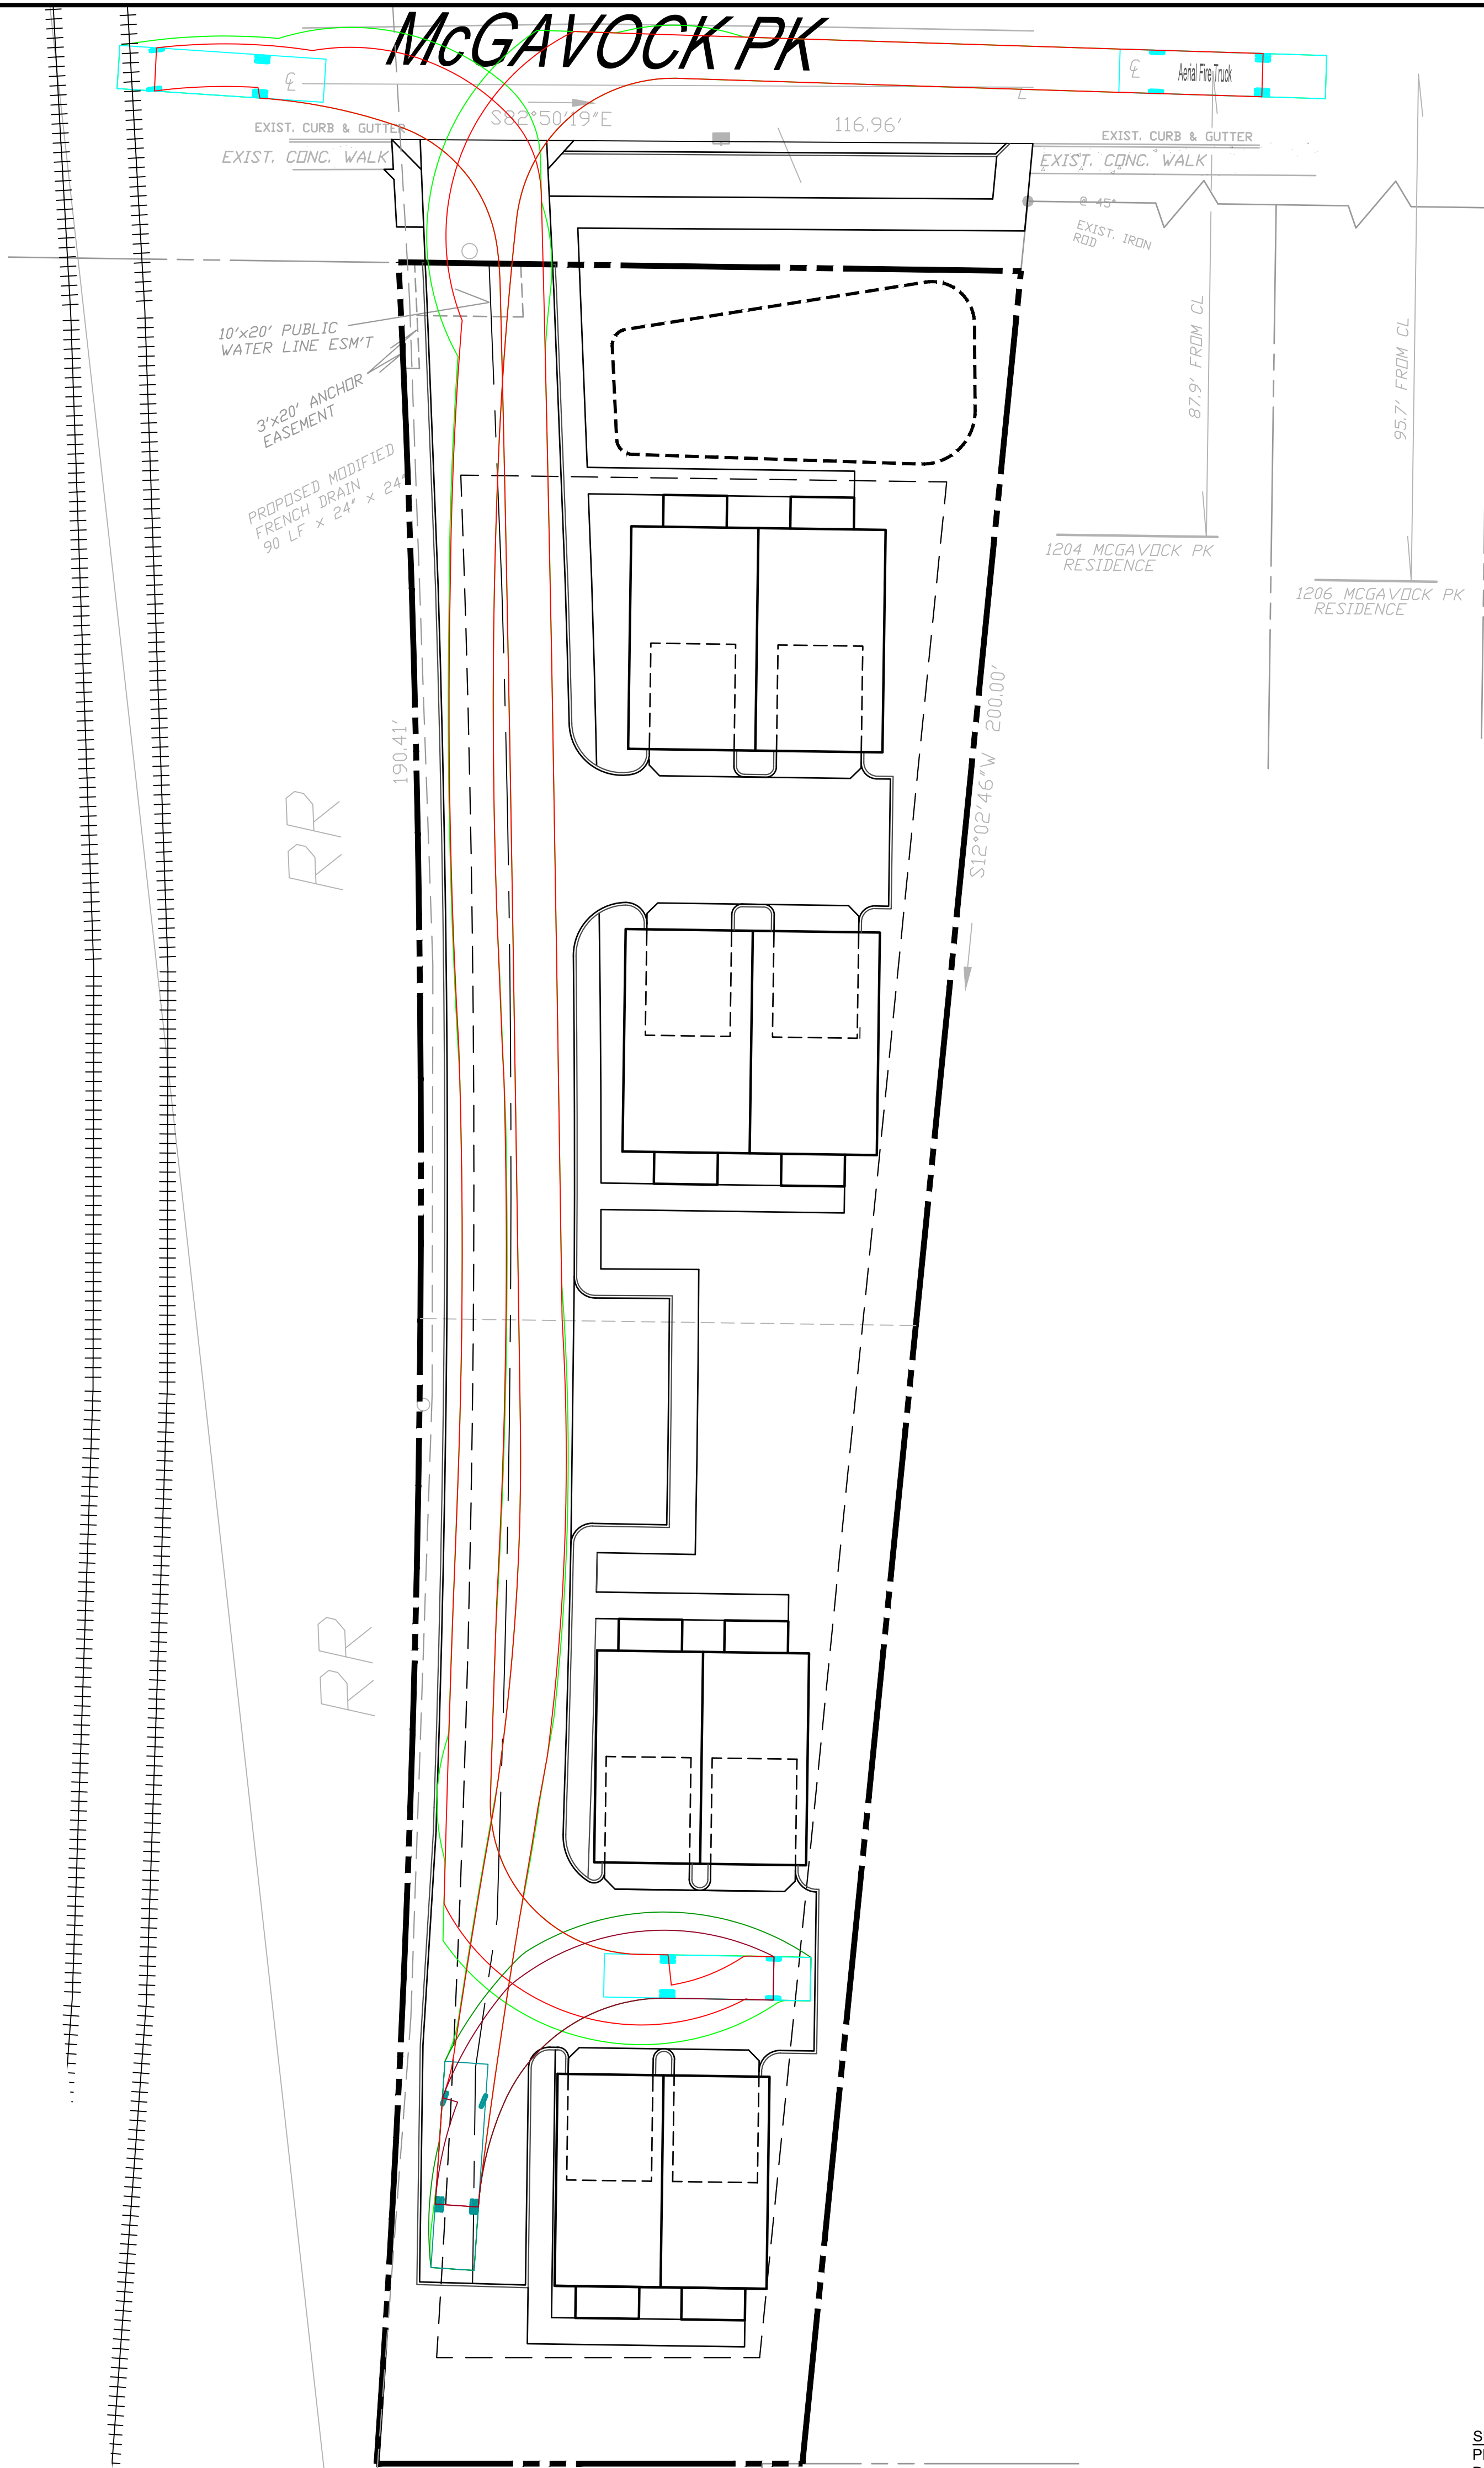 McGAVOCK PK
℄
℄
Aerial Fire Truck
S82°50'19"E
116.96'
EXIST. CURB & GUTTER
EXIST. CONC. WALK
EXIST. CURB & GUTTER
EXIST. CONC. WALK
@ 45°
EXIST. IRON
ROD
10'x20' PUBLIC
WATER LINE ESM'T
3'x20' ANCHOR
EASEMENT
PROPOSED MODIFIED
FRENCH DRAIN
90 LF x 24" x 24"
87.9' FROM CL
95.7' FROM CL
1204 MCGAVOCK PK
RESIDENCE
1206 MCGAVOCK PK
RESIDENCE
190.41'
S12°02'46"W 200.00'
RR
RR